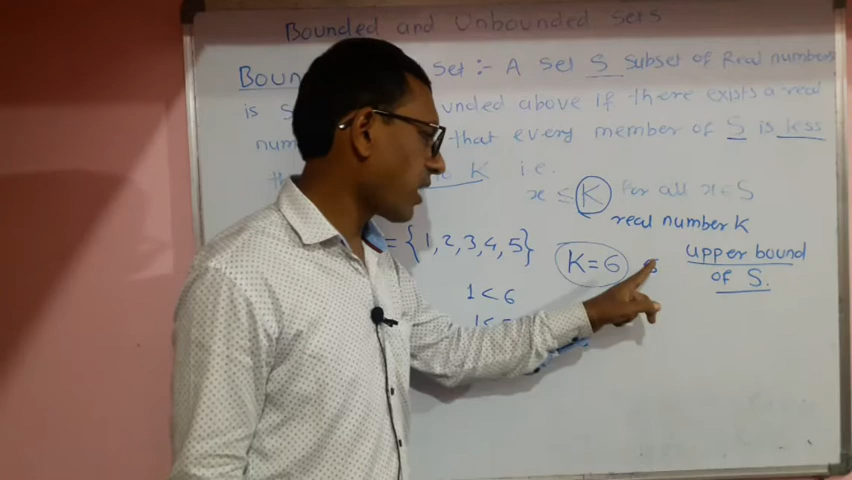 Bounded and Unbounded Sets
Boun Set :- A Set S subset of Real numbers
is unded above if there exists a real
num that every member of S is less
to K i.e.
x ≤ K for all x ∈ S
real number K
= {1,2,3,4,5} K=6 upper bound
of S.
1 < 6